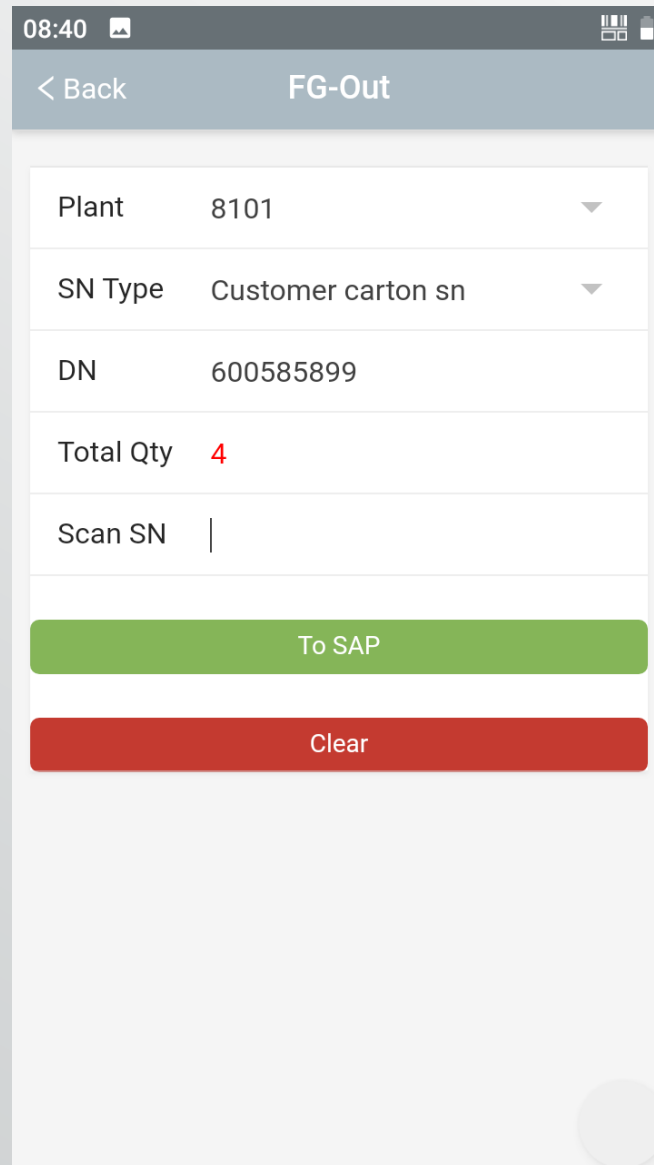 08:40
< Back FG-Out
Plant 8101
SN Type Customer carton sn
DN 600585899
Total Qty 4
Scan SN
To SAP
Clear